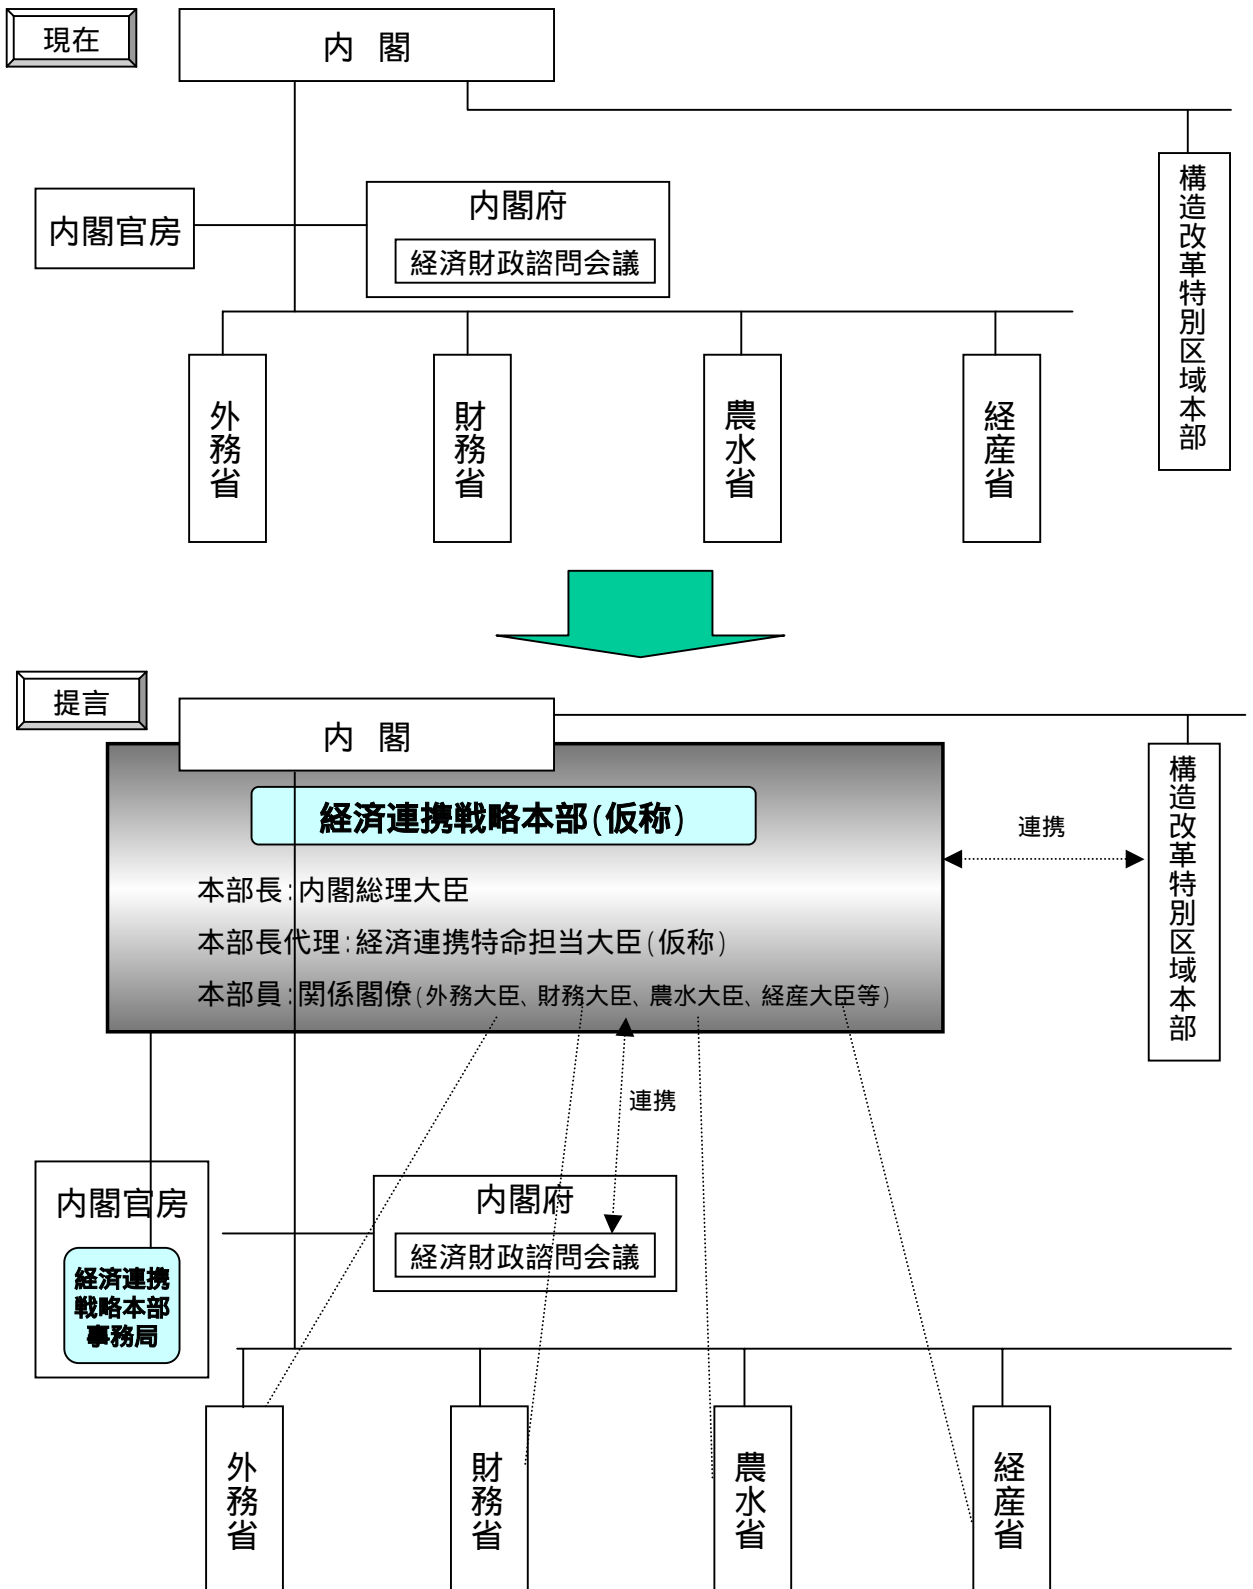 現在
内 閣
内閣官房
内閣府
経済財政諮問会議
構造改革特別区域本部
外務省
財務省
農水省
経産省
提言
内 閣
経済連携戦略本部(仮称)
本部長:内閣総理大臣
本部長代理:経済連携特命担当大臣(仮称)
本部員:関係閣僚(外務大臣、財務大臣、農水大臣、経産大臣等)
連携
構造改革特別区域本部
連携
内閣官房
経済連携
戦略本部
事務局
内閣府
経済財政諮問会議
外務省
財務省
農水省
経産省